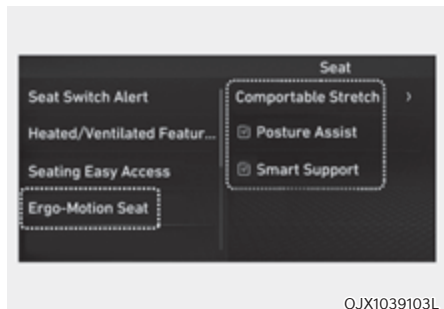 Seat
Seat Switch Alert
Heated/Ventilated Featur...
Seating Easy Access
Ergo-Motion Seat
Comportable Stretch >
Posture Assist
Smart Support
OJX1039103L